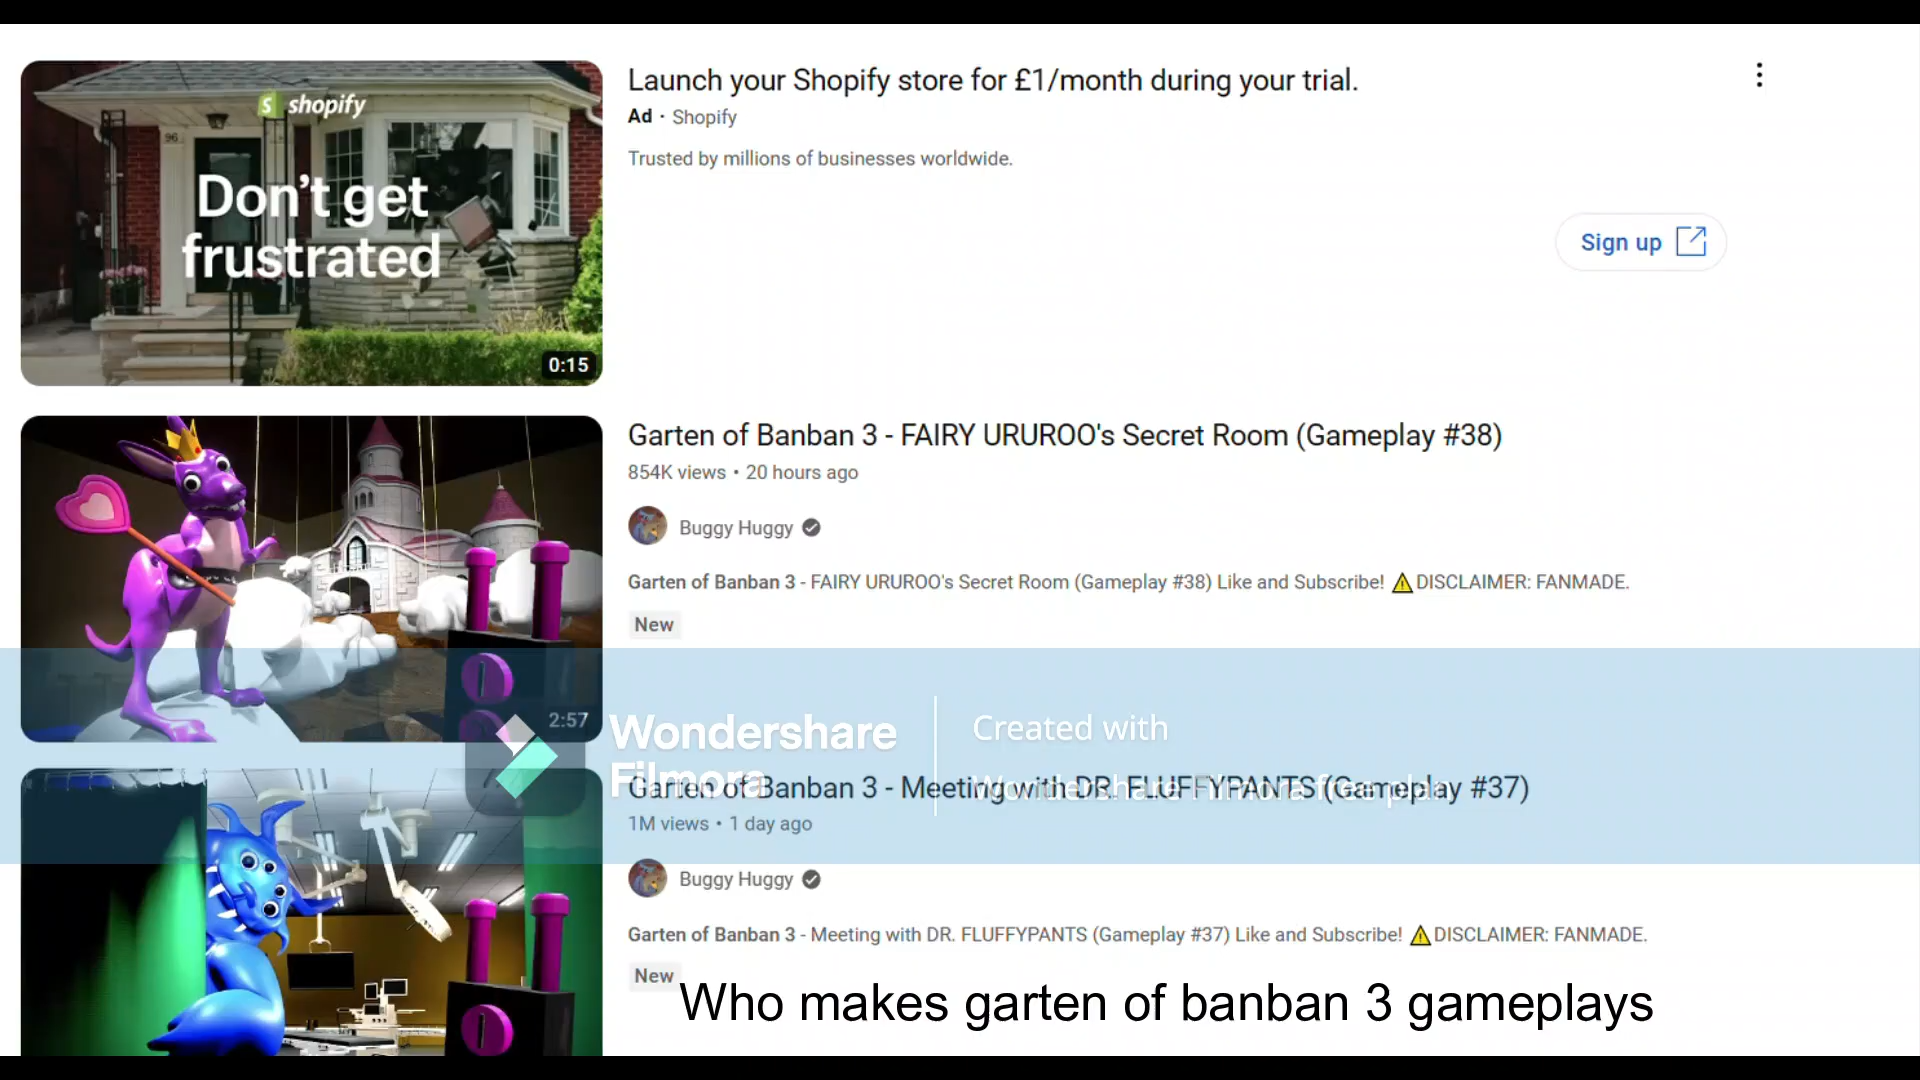 shopify
96
Don't get
frustrated
0:15
Launch your Shopify store for £1/month during your trial.
Ad · Shopify
Trusted by millions of businesses worldwide.
Sign up
2:57
Garten of Banban 3 - FAIRY URUROO's Secret Room (Gameplay #38)
854K views • 20 hours ago
Buggy Huggy
Garten of Banban 3 - FAIRY URUROO's Secret Room (Gameplay #38) Like and Subscribe! ⚠DISCLAIMER: FANMADE.
New
Wondershare
Filmora
Created with
Wondershare Filmora free plan
Garten of Banban 3 - Meeting with DR. FLUFFYPANTS (Gameplay #37)
1M views • 1 day ago
Buggy Huggy
Garten of Banban 3 - Meeting with DR. FLUFFYPANTS (Gameplay #37) Like and Subscribe! ⚠DISCLAIMER: FANMADE.
New
Who makes garten of banban 3 gameplays